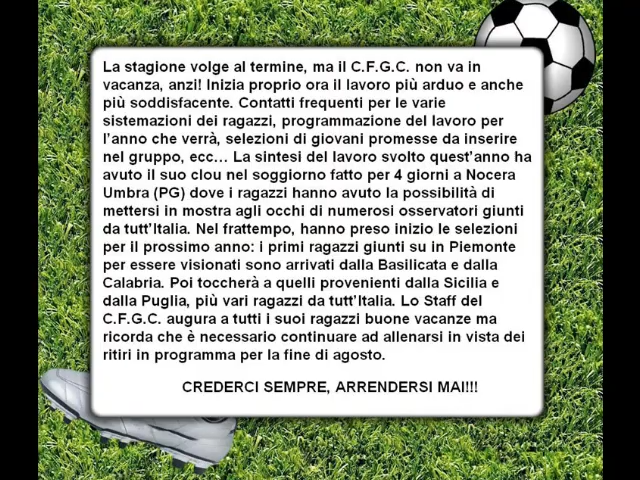 La stagione volge al termine, ma il C.F.G.C. non va in
vacanza, anzi! Inizia proprio ora il lavoro più arduo e anche
più soddisfacente. Contatti frequenti per le varie
sistemazioni dei ragazzi, programmazione del lavoro per
l'anno che verrà, selezioni di giovani promesse da inserire
nel gruppo, ecc... La sintesi del lavoro svolto quest'anno ha
avuto il suo clou nel soggiorno fatto per 4 giorni a Nocera
Umbra (PG) dove i ragazzi hanno avuto la possibilità di
mettersi in mostra agli occhi di numerosi osservatori giunti
da tutt'Italia. Nel frattempo, hanno preso inizio le selezioni
per il prossimo anno: i primi ragazzi giunti su in Piemonte
per essere visionati sono arrivati dalla Basilicata e dalla
Calabria. Poi toccherà a quelli provenienti dalla Sicilia e
dalla Puglia, più vari ragazzi da tutt'Italia. Lo Staff del
C.F.G.C. augura a tutti i suoi ragazzi buone vacanze ma
ricorda che è necessario continuare ad allenarsi in vista dei
ritiri in programma per la fine di agosto.
CREDERCI SEMPRE, ARRENDERSI MAI!!!